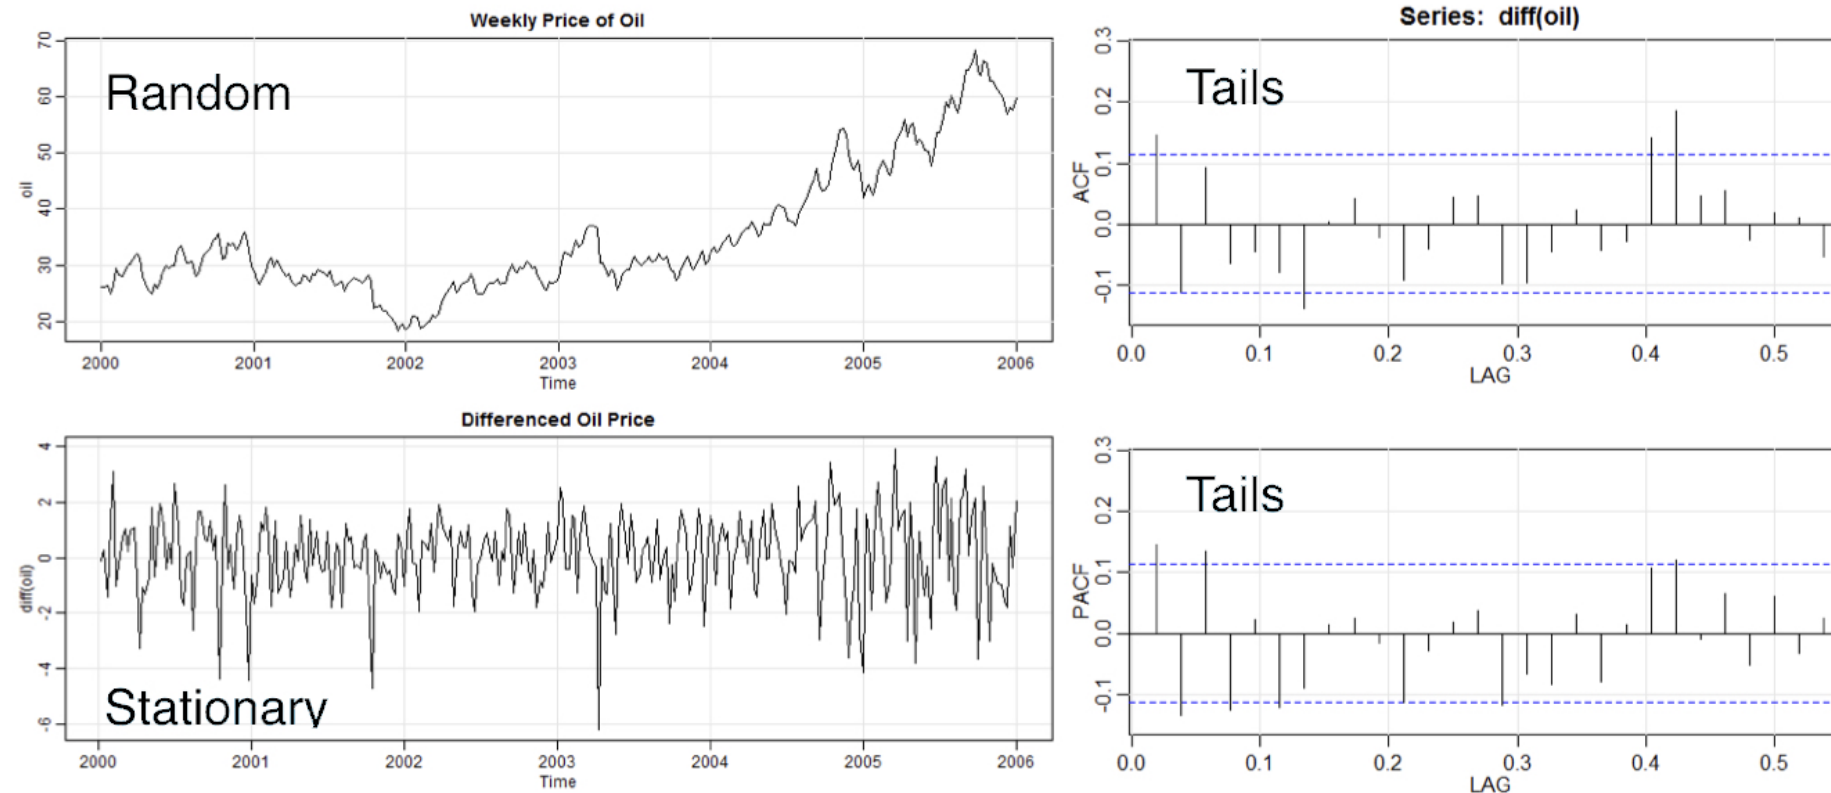 Weekly Price of Oil
Random
oil
70
60
50
40
30
20
2000 2001 2002 2003 2004 2005 2006
Time
Series: diff(oil)
Tails
ACF
0.3
0.2
0.1
0.0
-0.1
0.0 0.1 0.2 0.3 0.4 0.5
LAG
Differenced Oil Price
Stationary
diff(oil)
4
2
0
-2
-4
-6
2000 2001 2002 2003 2004 2005 2006
Time
Tails
PACF
0.3
0.2
0.1
0.0
-0.1
0.0 0.1 0.2 0.3 0.4 0.5
LAG